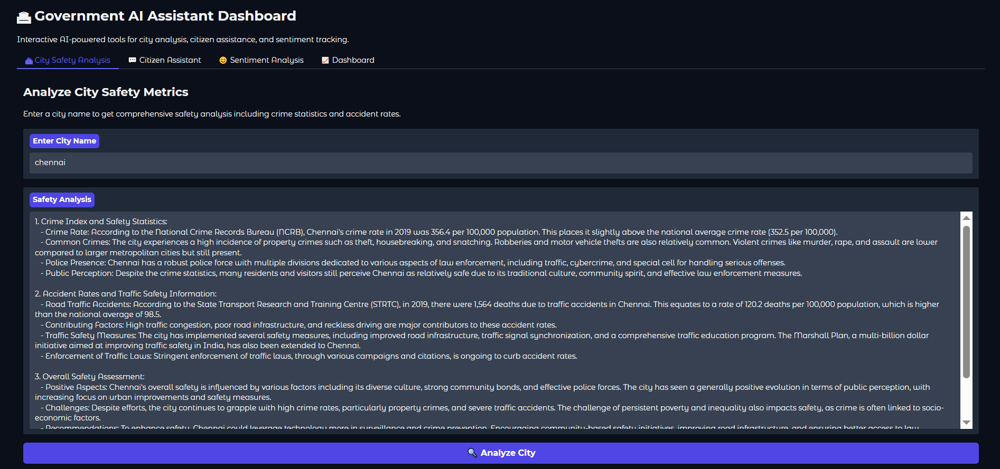 Government AI Assistant Dashboard
Interactive AI-powered tools for city analysis, citizen assistance, and sentiment tracking.
City Safety Analysis
Citizen Assistant
Sentiment Analysis
Dashboard
Analyze City Safety Metrics
Enter a city name to get comprehensive safety analysis including crime statistics and accident rates.
Enter City Name
chennai
Safety Analysis
1. Crime Index and Safety Statistics:
- Crime Rate: According to the National Crime Records Bureau (NCRB), Chennai's crime rate in 2019 was 356.4 per 100,000 population. This places it slightly above the national average crime rate (352.5 per 100,000).
- Common Crimes: The city experiences a high incidence of property crimes such as theft, housebreaking, and snatching. Robberies and motor vehicle thefts are also relatively common. Violent crimes like murder, rape, and assault are lower
compared to larger metropolitan cities but still present.
- Police Presence: Chennai has a robust police force with multiple divisions dedicated to various aspects of law enforcement, including traffic, cybercrime, and special cell for handling serious offenses.
- Public Perception: Despite the crime statistics, many residents and visitors still perceive Chennai as relatively safe due to its traditional culture, community spirit, and effective law enforcement measures.
2. Accident Rates and Traffic Safety Information:
- Road Traffic Accidents: According to the State Transport Research and Training Centre (STRTC), in 2019, there were 1,564 deaths due to traffic accidents in Chennai. This equates to a rate of 120.2 deaths per 100,000 population, which is higher
than the national average of 98.5.
- Contributing Factors: High traffic congestion, poor road infrastructure, and reckless driving are major contributors to these accident rates.
- Traffic Safety Measures: The city has implemented several safety measures, including improved road infrastructure, traffic signal synchronization, and a comprehensive traffic education program. The Marshall Plan, a multi-billion dollar
initiative aimed at improving traffic safety in India, has also been extended to Chennai.
- Enforcement of Traffic Laws: Stringent enforcement of traffic laws, through various campaigns and citations, is ongoing to curb accident rates.
3. Overall Safety Assessment:
- Positive Aspects: Chennai's overall safety is influenced by various factors including its diverse culture, strong community bonds, and effective police forces. The city has seen a generally positive evolution in terms of public perception, with
increasing focus on urban improvements and safety measures.
- Challenges: Despite efforts, the city continues to grapple with high crime rates, particularly property crimes, and severe traffic accidents. The challenge of persistent poverty and inequality also impacts safety, as crime is often linked to socio-
economic factors.
- Recommendations: To enhance safety, Chennai could leverage technology more in surveillance and crime prevention. Encouraging community-based safety initiatives, improving road infrastructure, and ensuring better access to law
Analyze City